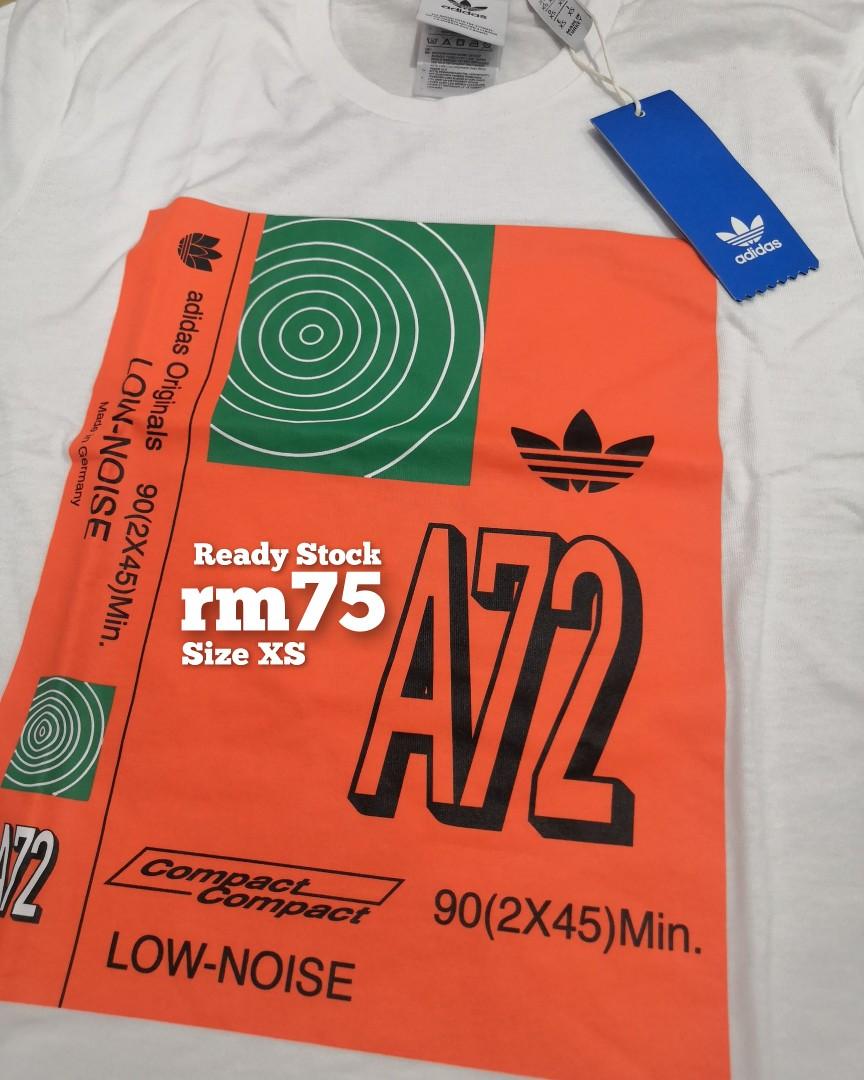 adidas
adidas
adidas Originals 90(2X45)Min.
LOW-NOISE
Made in Germany
Ready Stock
rm75
Size XS
A72
A72
Compact
Compact
90(2X45)Min.
LOW-NOISE